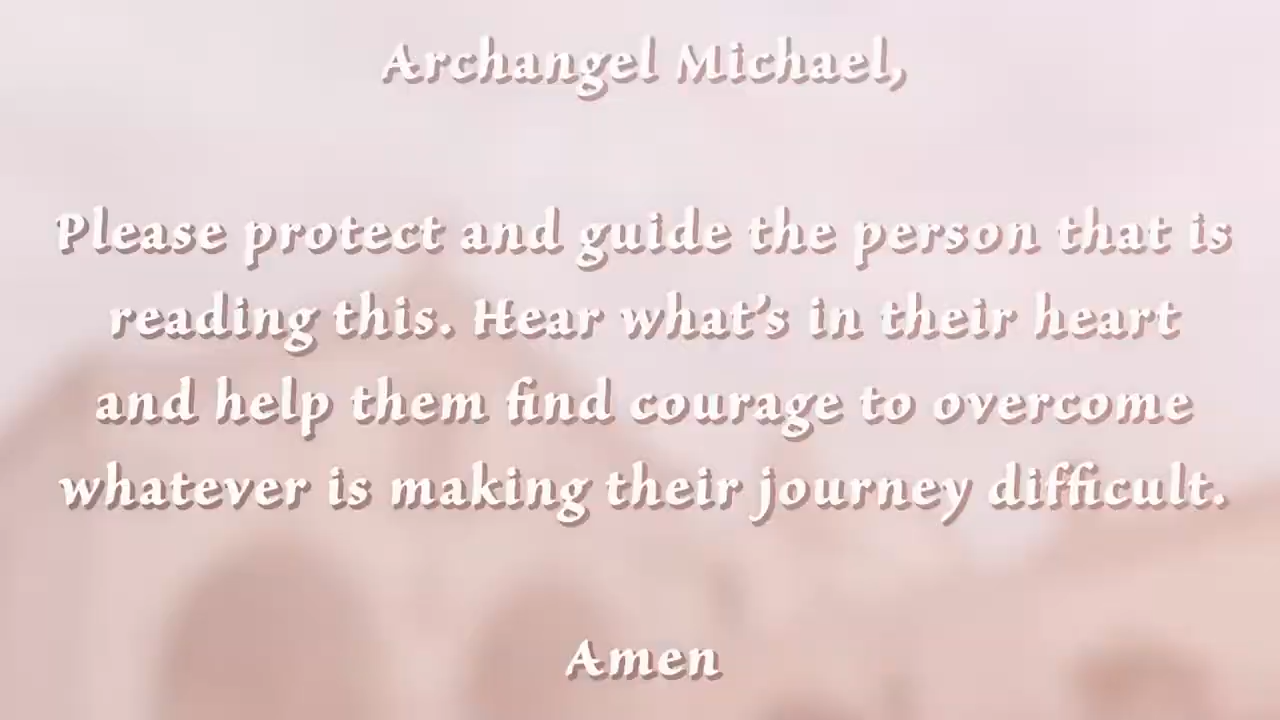 Archangel Michael,
Please protect and guide the person that is
reading this. Hear what's in their heart
and help them find courage to overcome
whatever is making their journey difficult.
Amen